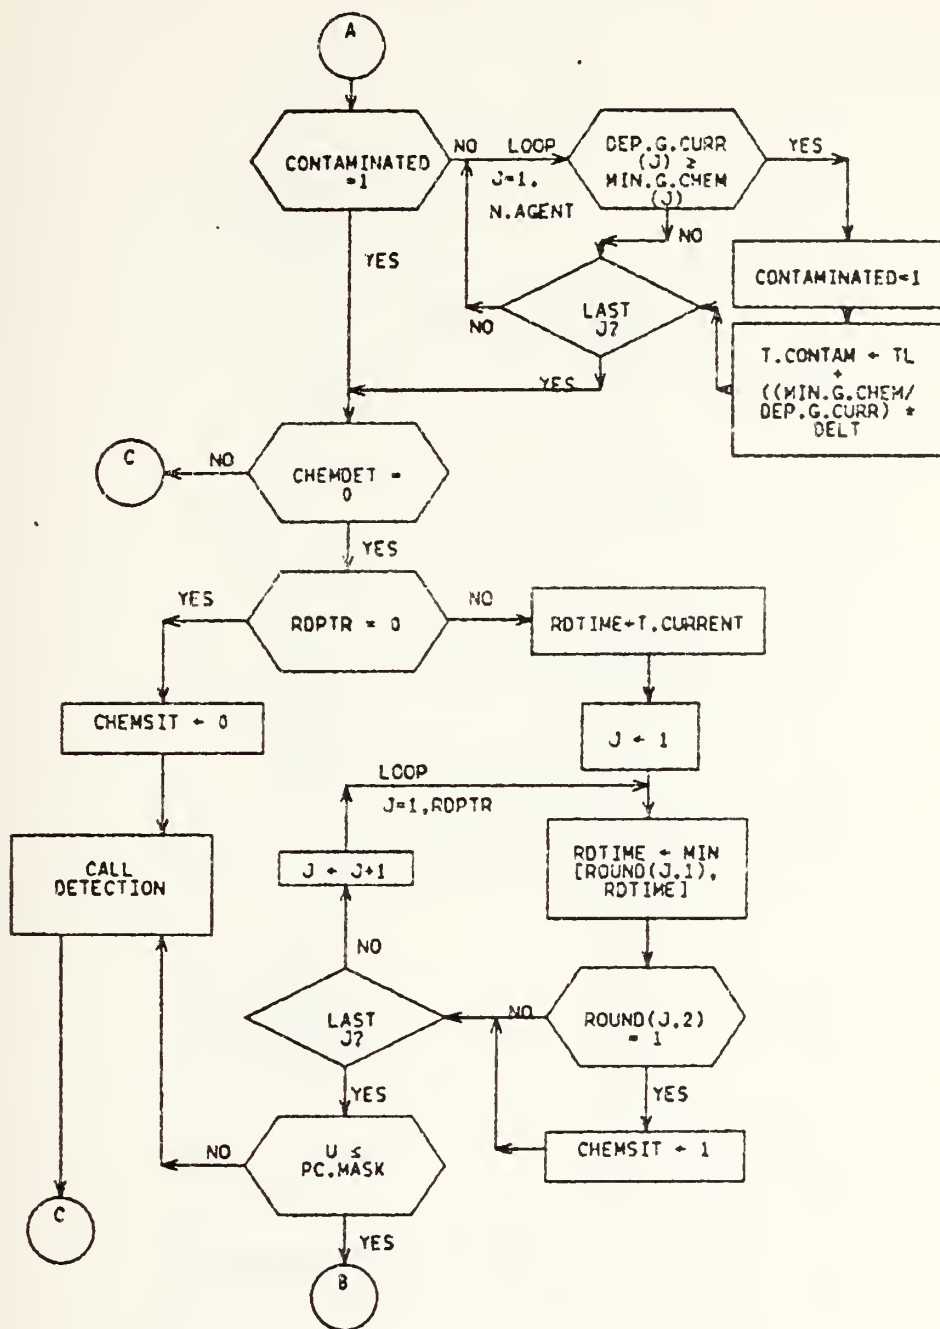 A
CONTAMINATED
=1
NO
LOOP
J=1,
N.AGENT
DEP.G.CURR
(J) ≥
MIN.G.CHEM
(J)
YES
NO
YES
CONTAMINATED=1
LAST
J?
NO
YES
T.CONTAM ← TL
+
((MIN.G.CHEM/
DEP.G.CURR) *
DELT
C
NO
CHEMDET =
0
YES
YES
RDPTR = 0
NO
RDTIME←T.CURRENT
CHEMSIT ← 0
J ← 1
LOOP
J=1,RDPTR
CALL
DETECTION
J ← J+1
RDTIME ← MIN
[ROUND(J,1),
RDTIME]
NO
LAST
J?
NO
ROUND(J,2)
= 1
YES
YES
NO
U ≤
PC.MASK
CHEMSIT ← 1
C
YES
B